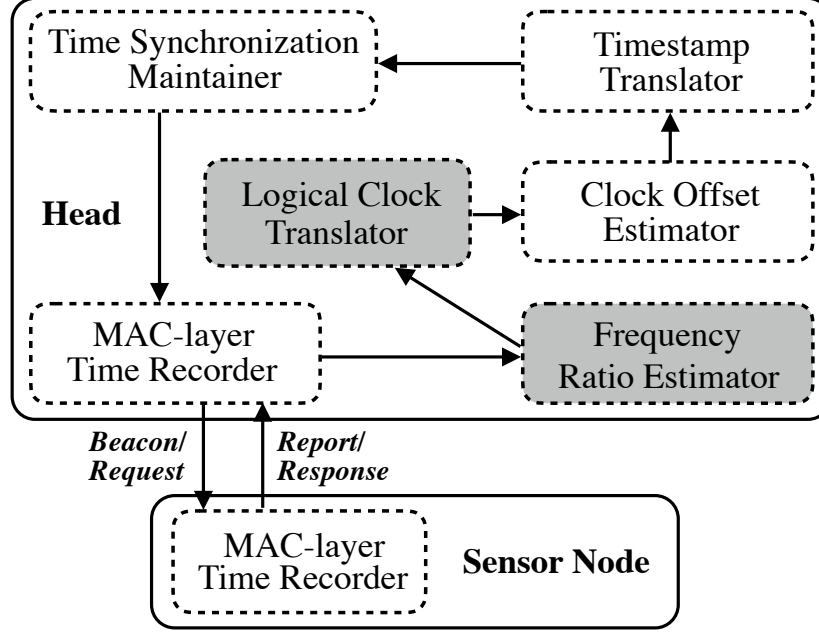 Time Synchronization
Maintainer
Timestamp
Translator
Head
Logical Clock
Translator
Clock Offset
Estimator
MAC-layer
Time Recorder
Frequency
Ratio Estimator
Beacon/
Request
Report/
Response
MAC-layer
Time Recorder
Sensor Node